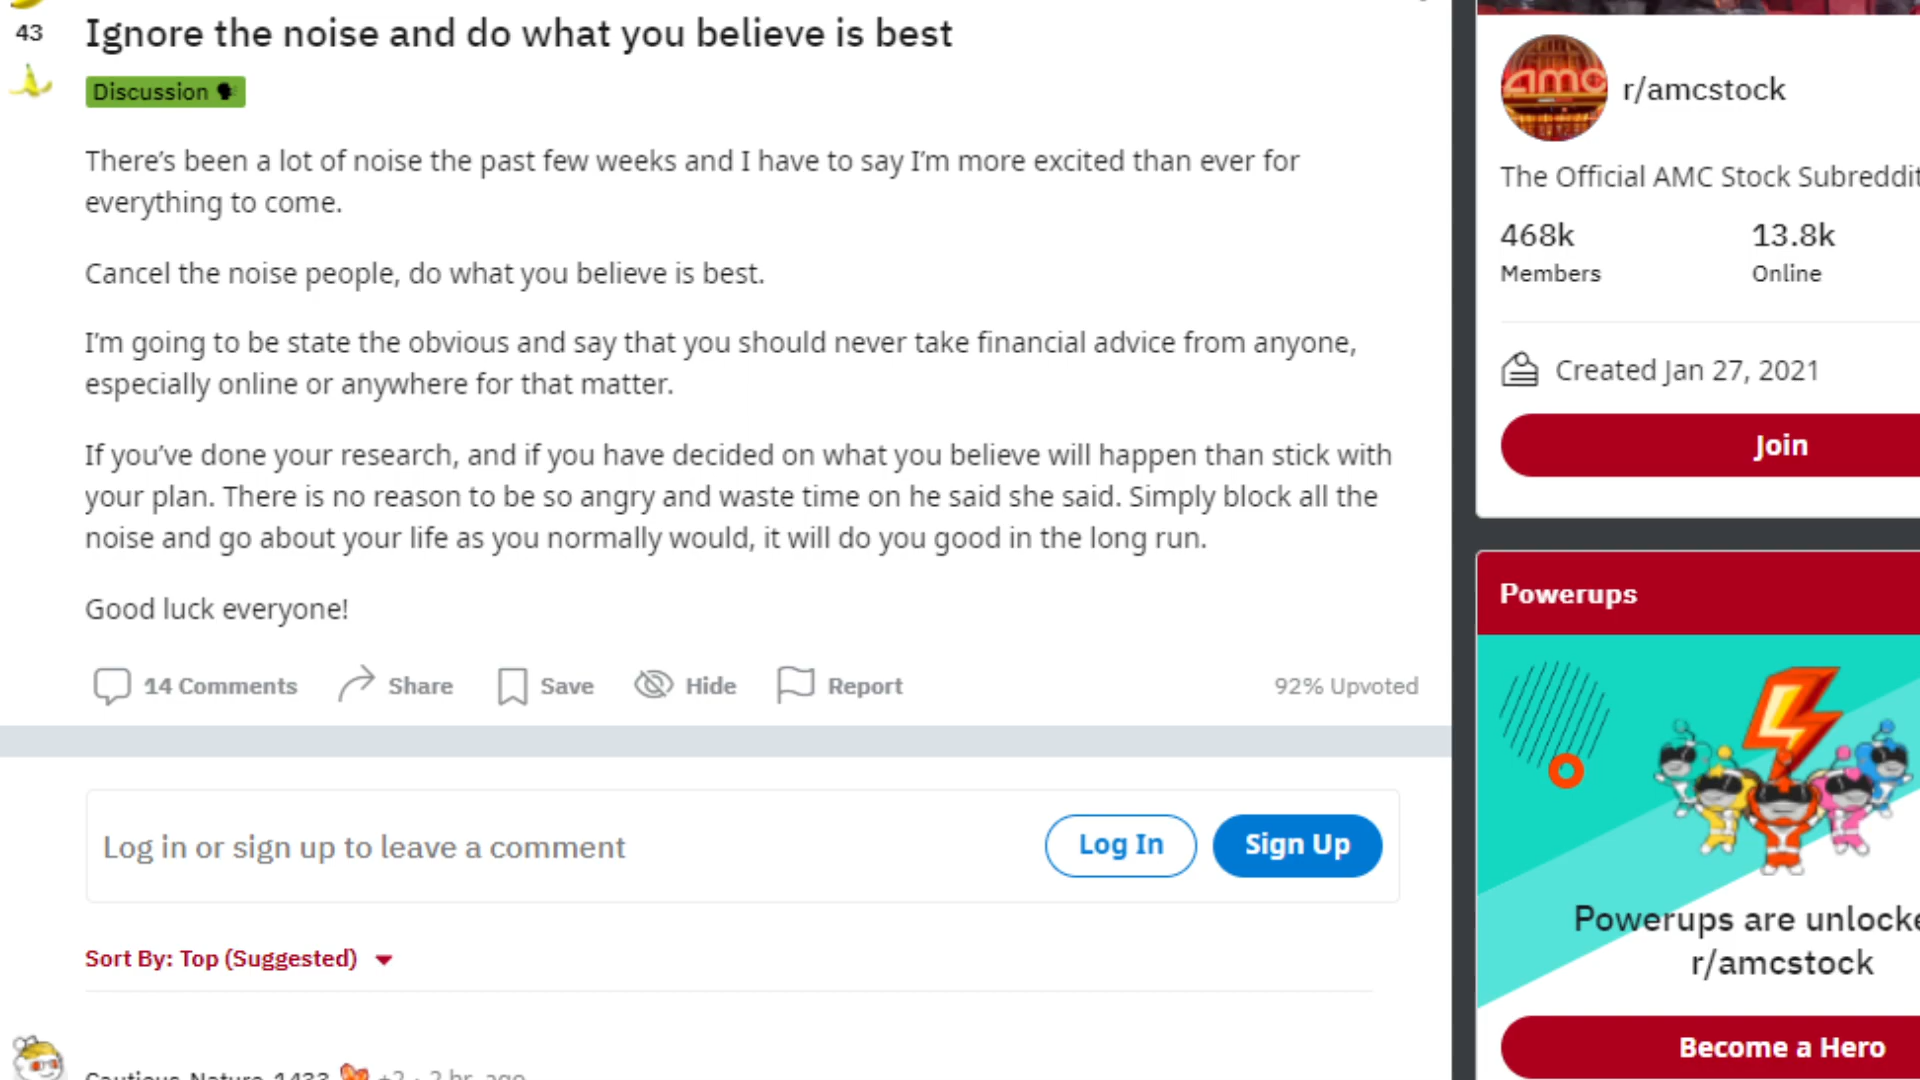 43
Ignore the noise and do what you believe is best
Discussion
There’s been a lot of noise the past few weeks and I have to say I’m more excited than ever for
everything to come.
Cancel the noise people, do what you believe is best.
I’m going to be state the obvious and say that you should never take financial advice from anyone,
especially online or anywhere for that matter.
If you’ve done your research, and if you have decided on what you believe will happen than stick with
your plan. There is no reason to be so angry and waste time on he said she said. Simply block all the
noise and go about your life as you normally would, it will do you good in the long run.
Good luck everyone!
14 Comments Share Save Hide Report 92% Upvoted
Log in or sign up to leave a comment Log In Sign Up
Sort By: Top (Suggested)
Cautious_Nature_1433 +2 · 2 hr. ago
amc r/amcstock
The Official AMC Stock Subreddit
468k 13.8k
Members Online
Created Jan 27, 2021
Join
Powerups
Powerups are unlocke
r/amcstock
Become a Hero